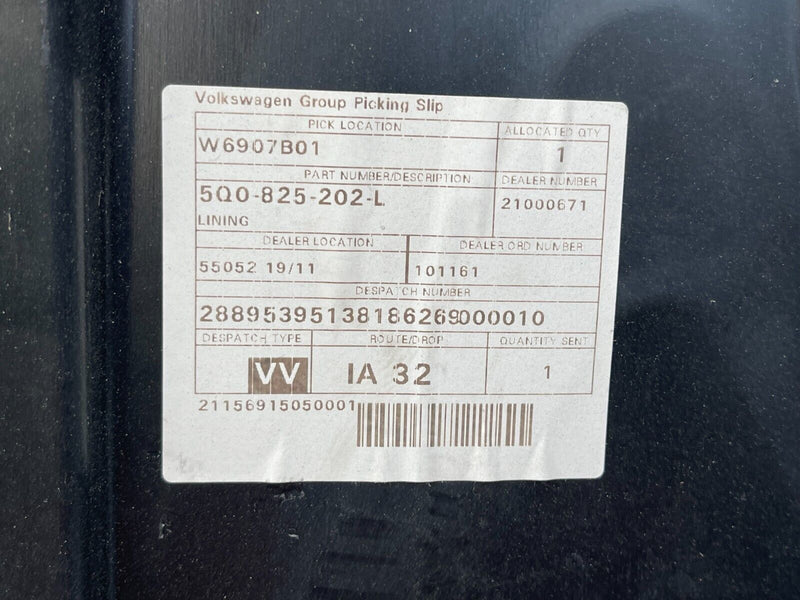 Volkswagen Group Picking Slip
PICK LOCATION ALLOCATED QTY
W6907B01 1
PART NUMBER/DESCRIPTION DEALER NUMBER
5Q0-825-202-L 21000671
LINING
DEALER LOCATION DEALER ORD NUMBER
55052 19/11 101161
DESPATCH NUMBER
28895395138186269000010
DESPATCH TYPE ROUTE/DROP QUANTITY SENT
VV IA 32 1
21156915050001